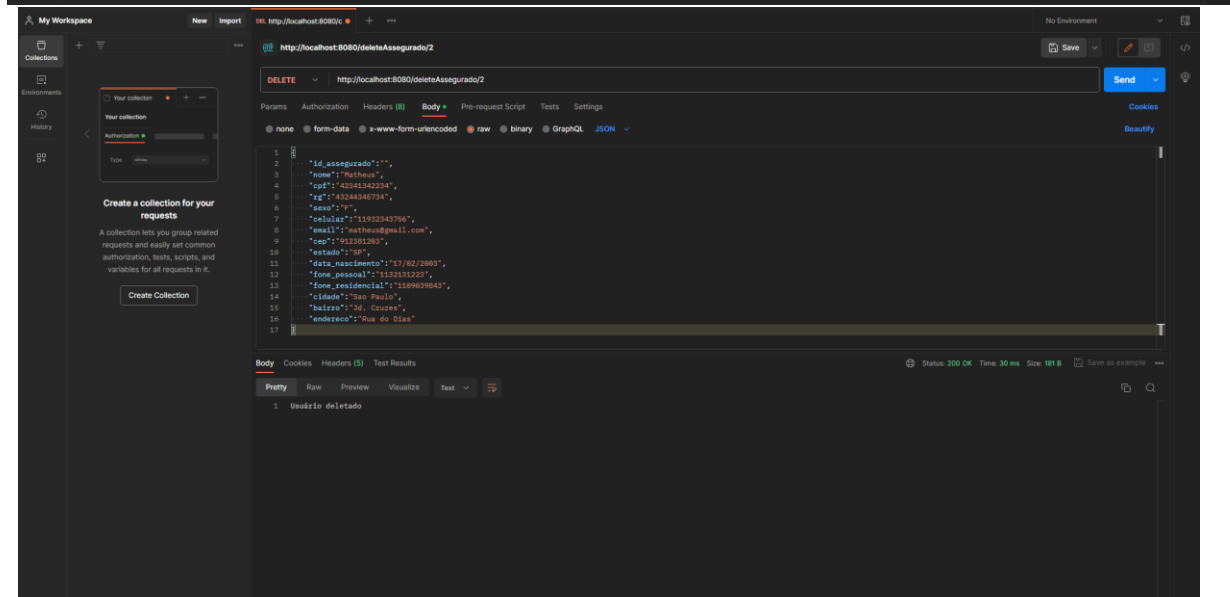 My Workspace New Import DEL http://localhost:8080/c No Environment
Collections
Environments
History
Your collection
Your collection
Authorization
Type
Create a collection for your
requests
A collection lets you group related
requests and easily set common
authorization, tests, scripts, and
variables for all requests in it.
Create Collection
http://localhost:8080/deleteAssegurado/2 Save
DELETE http://localhost:8080/deleteAssegurado/2 Send
Params Authorization Headers (8) Body Pre-request Script Tests Settings Cookies
none form-data x-www-form-urlencoded raw binary GraphQL JSON Beautify
1 {
2 "id_assegurado":"",
3 "nome":"Matheus",
4 "cpf":"42341342234",
5 "rg":"43244345734",
6 "sexo":"F",
7 "celular":"11932343756",
8 "email":"matheus@gmail.com",
9 "cep":"912381203",
10 "estado":"SP",
11 "data_nascimento":"17/02/2003",
12 "fone_pessoal":"1132131223",
13 "fone_residencial":"1109839843",
14 "cidade":"Sao Paulo",
15 "bairro":"Jd. Cruzes",
16 "endereco":"Rua do Dias"
17 }
Body Cookies Headers (5) Test Results Status: 200 OK Time: 30 ms Size: 181 B Save as example
Pretty Raw Preview Visualize Text
1 Usuário deletado